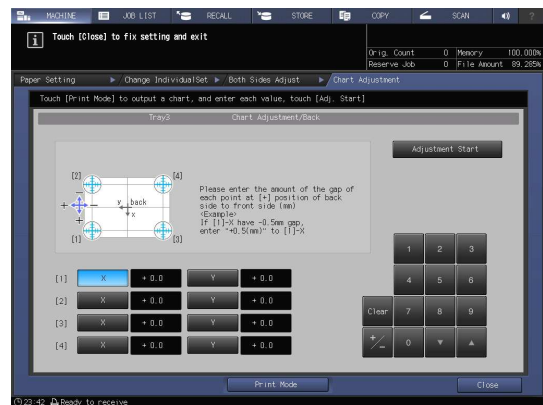 MACHINE JOB LIST RECALL STORE COPY SCAN ?
Touch [Close] to fix setting and exit
Orig. Count 0 Memory 100.000%
Reserve Job 0 File Amount 89.285%
Paper Setting Change IndividualSet Both Sides Adjust Chart Adjustment
Touch [Print Mode] to output a chart, and enter each value, touch [Adj. Start]
Tray3 Chart Adjustment/Back
Adjustment Start
[2] [4]
y back
x
[1] [3]
Please enter the amount of the gap of
each point at [+] position of back
side to front side (mm)
<Example>
If [1]-X have -0.5mm gap,
enter "+0.5(mm)" to [1]-X
[1] X + 0.0 Y + 0.0
[2] X + 0.0 Y + 0.0
[3] X + 0.0 Y + 0.0
[4] X + 0.0 Y + 0.0
1 2 3
4 5 6
Clear 7 8 9
+/- 0 ▼ ▲
Print Mode Close
23:42 Ready to receive